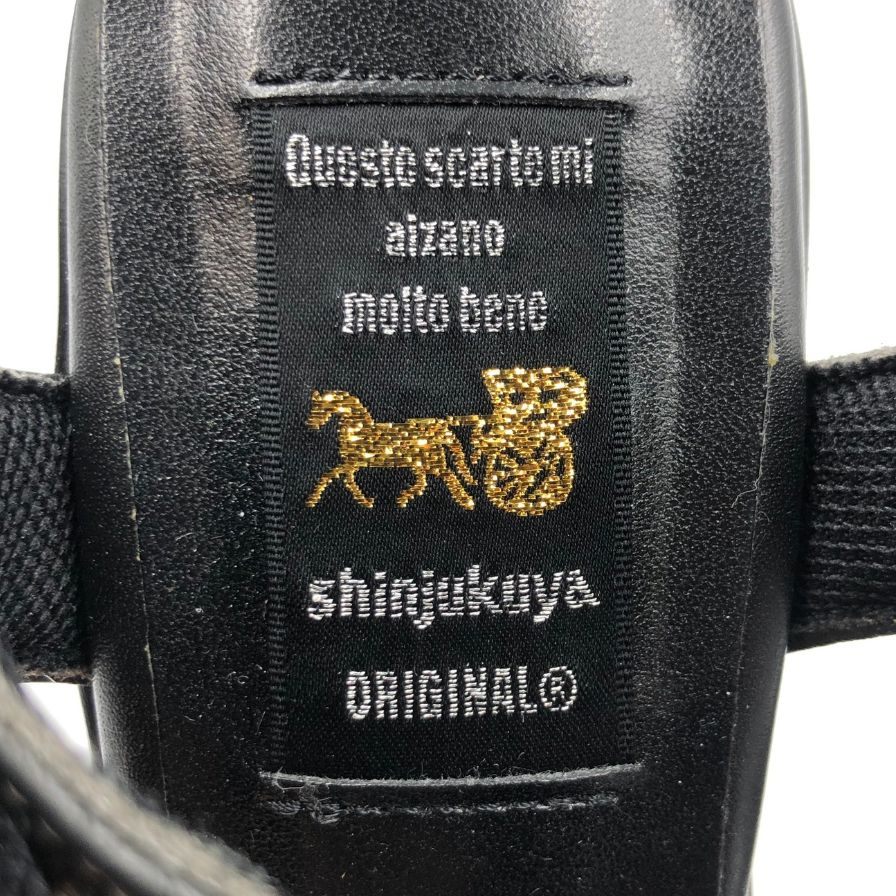 Questo scarto mi
aizano
molto bene
shinjukuya
ORIGINAL®